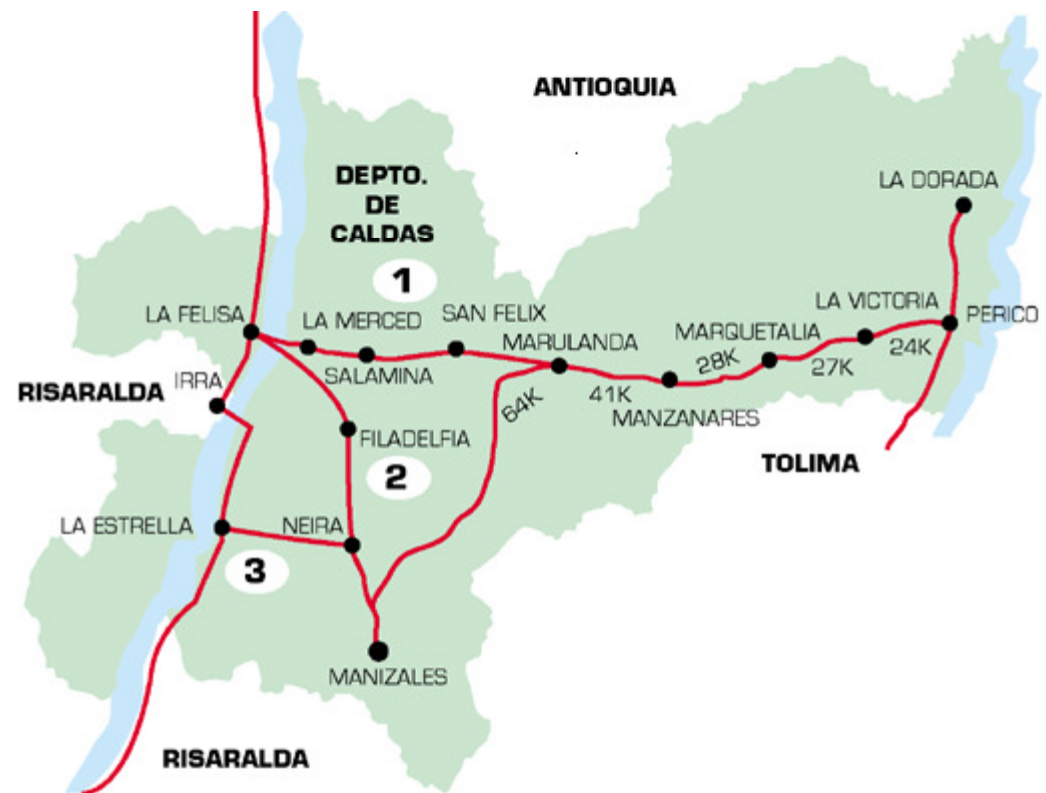 ANTIOQUIA
DEPTO.
DE
CALDAS
LA DORADA
1
LA FELISA
LA MERCED
SAN FELIX
LA VICTORIA
PERICO
MARULANDA
MARQUETALIA
SALAMINA
28K
27K
24K
RISARALDA
IRRA
64K
41K
MANZANARES
FILADELFIA
2
TOLIMA
LA ESTRELLA
NEIRA
3
MANIZALES
RISARALDA